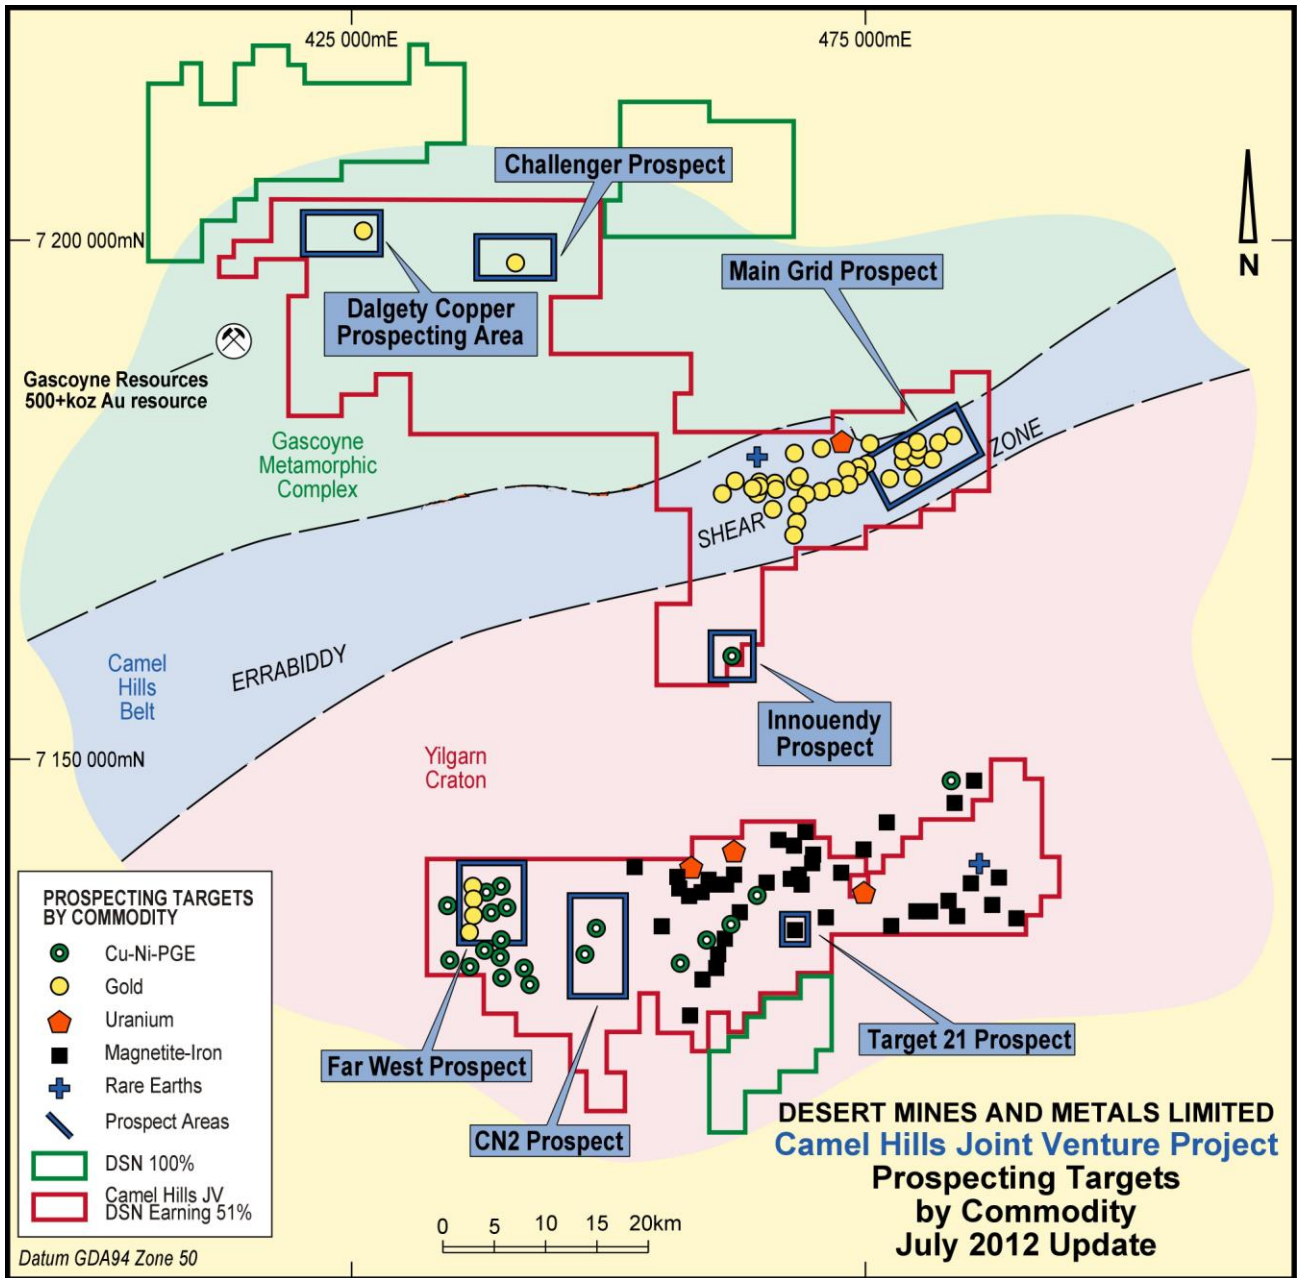 425 000mE
475 000mE
Challenger Prospect
7 200 000mN
Main Grid Prospect
N
Dalgety Copper
Prospecting Area
Gascoyne Resources
500+koz Au resource
Gascoyne
Metamorphic
Complex
ZONE
SHEAR
ERRABIDDY
Camel
Hills
Belt
Innouendy
Prospect
7 150 000mN
Yilgarn
Craton
PROSPECTING TARGETS
BY COMMODITY
Cu-Ni-PGE
Gold
Uranium
Magnetite-Iron
Rare Earths
Prospect Areas
DSN 100%
Camel Hills JV
DSN Earning 51%
Datum GDA94 Zone 50
Far West Prospect
Target 21 Prospect
CN2 Prospect
0 5 10 15 20km
DESERT MINES AND METALS LIMITED
Camel Hills Joint Venture Project
Prospecting Targets
by Commodity
July 2012 Update